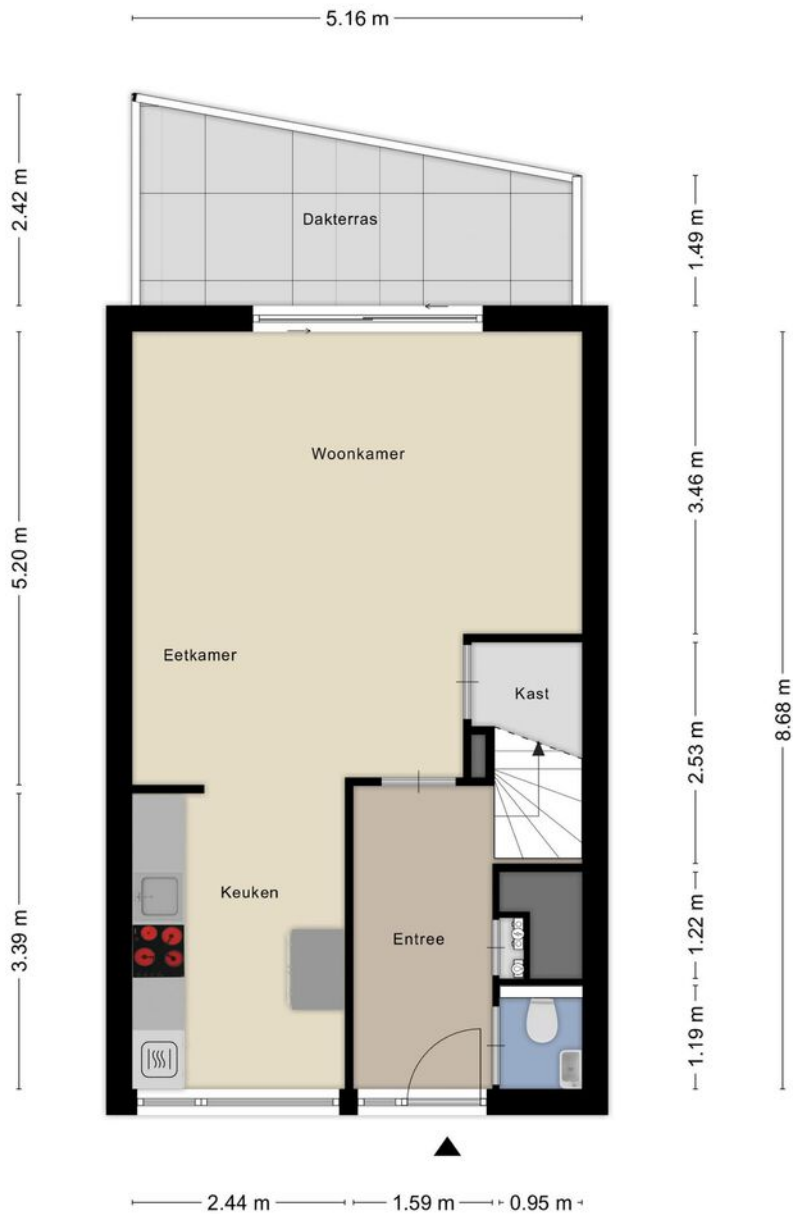 5.16 m
2.42 m
1.49 m
Dakterras
Woonkamer
3.46 m
5.20 m
Eetkamer
Kast
8.68 m
2.53 m
Keuken
3.39 m
Entree
1.22 m
1.19 m
2.44 m
1.59 m
0.95 m